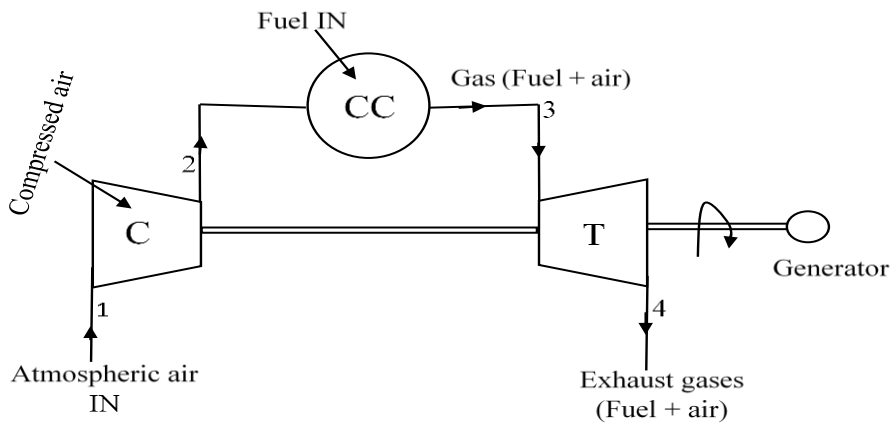 Fuel IN
Gas (Fuel + air)
CC
3
Compressed air
2
C
T
Generator
1
4
Atmospheric air
IN
Exhaust gases
(Fuel + air)